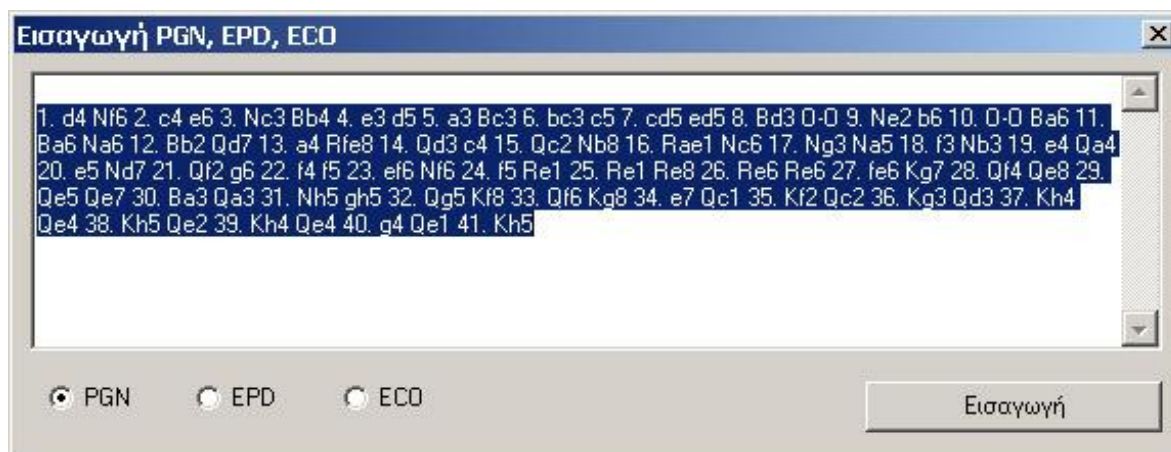 Εισαγωγή PGN, EPD, ECO
1. d4 Nf6 2. c4 e6 3. Nc3 Bb4 4. e3 d5 5. a3 Bc3 6. bc3 c5 7. cd5 ed5 8. Bd3 O-O 9. Ne2 b6 10. O-O Ba6 11.
Ba6 Na6 12. Bb2 Qd7 13. a4 Rfe8 14. Qd3 c4 15. Qc2 Nb8 16. Rae1 Nc6 17. Ng3 Na5 18. f3 Nb3 19. e4 Qa4
20. e5 Nd7 21. Qf2 g6 22. f4 f5 23. ef6 Nf6 24. f5 Re1 25. Re1 Re8 26. Re6 Re6 27. fe6 Kg7 28. Qf4 Qe8 29.
Qe5 Qe7 30. Ba3 Qa3 31. Nh5 gh5 32. Qg5 Kf8 33. Qf6 Kg8 34. e7 Qc1 35. Kf2 Qc2 36. Kg3 Qd3 37. Kh4
Qe4 38. Kh5 Qe2 39. Kh4 Qe4 40. g4 Qe1 41. Kh5
PGN EPD ECO Εισαγωγή